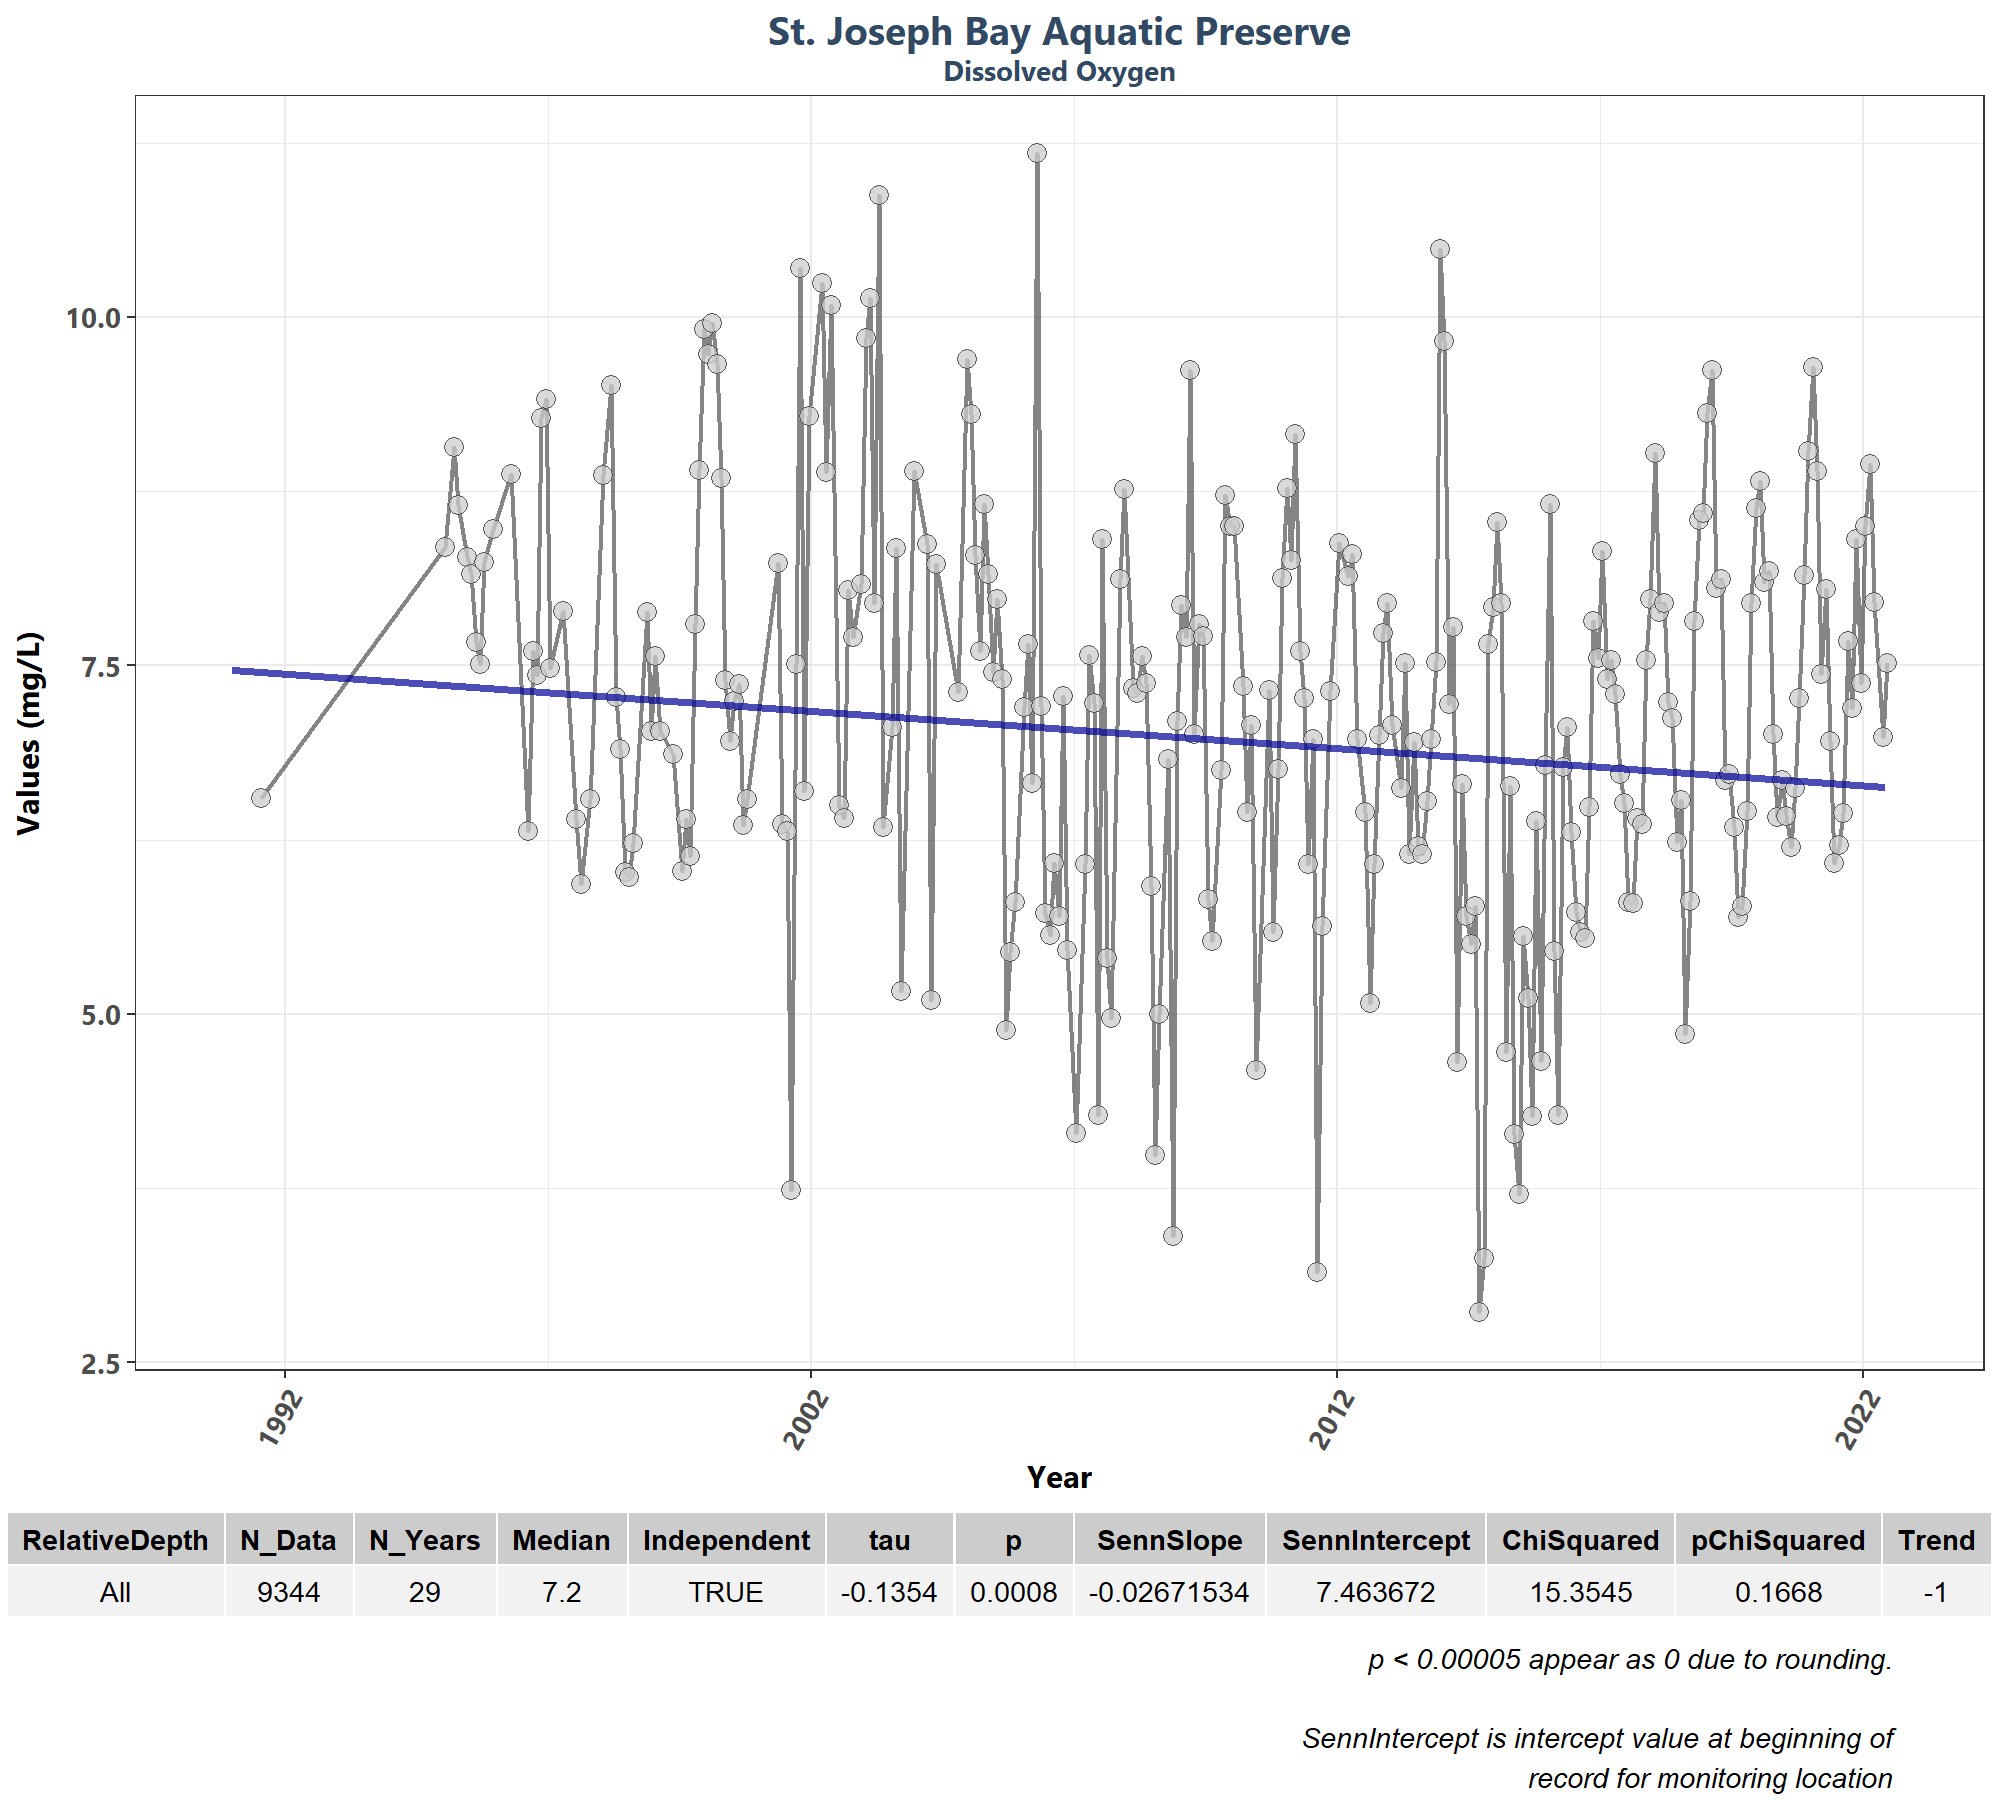 St. Joseph Bay Aquatic Preserve
Dissolved Oxygen
Values (mg/L)
10.0
7.5
5.0
2.5
1992
2002
2012
2022
Year
RelativeDepth N_Data N_Years Median Independent tau p SennSlope SennIntercept ChiSquared pChiSquared Trend
All 9344 29 7.2 TRUE -0.1354 0.0008 -0.02671534 7.463672 15.3545 0.1668 -1
p < 0.00005 appear as 0 due to rounding.
SennIntercept is intercept value at beginning of
record for monitoring location